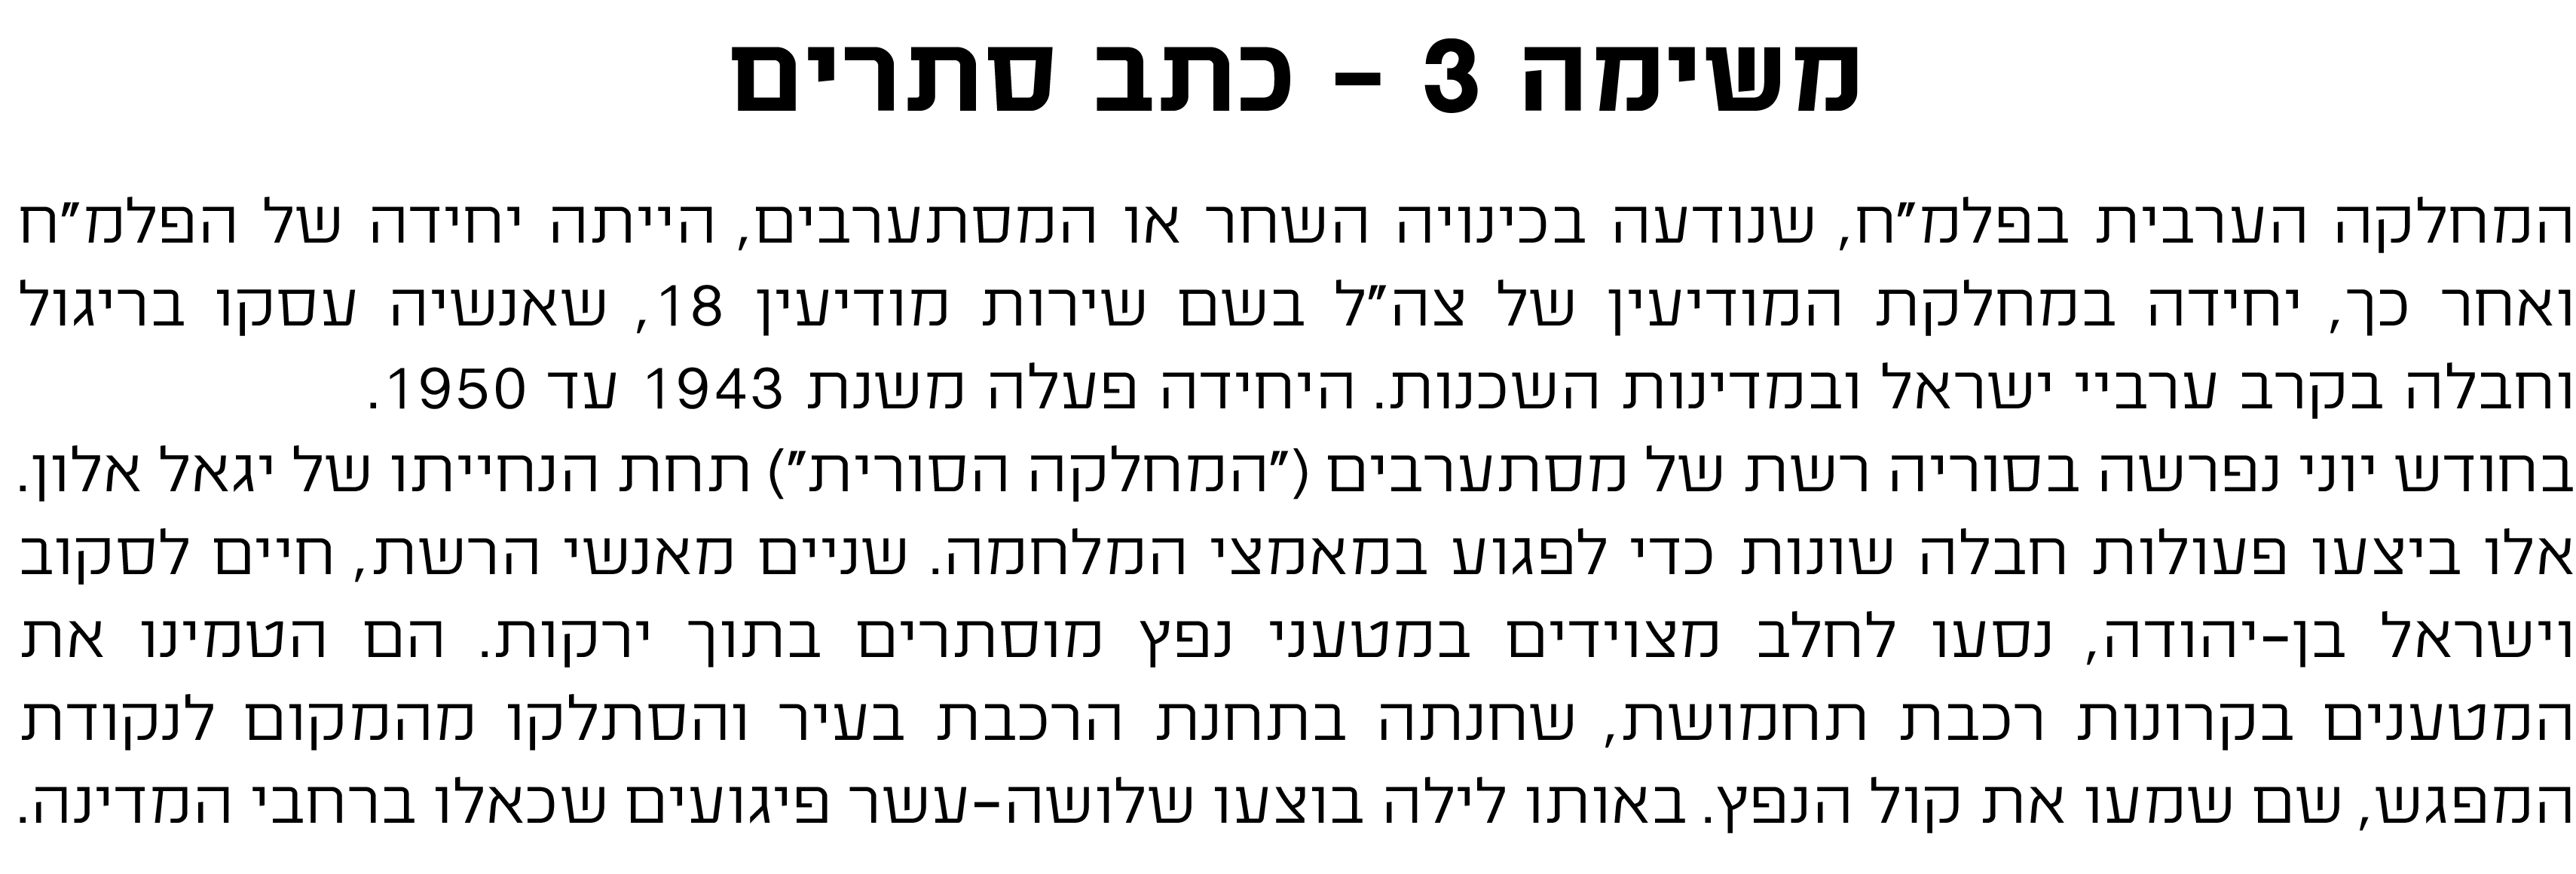 משימה 3 - כתב סתרים
המחלקה הערבית בפלמ"ח, שנודעה בכינויה השחר או המסתערבים, הייתה יחידה של הפלמ"ח
ואחר כך, יחידה במחלקת המודיעין של צה"ל בשם שירות מודיעין 18, שאנשיה עסקו בריגול
וחבלה בקרב ערביי ישראל ובמדינות השכנות. היחידה פעלה משנת 1943 עד 1950.
בחודש יוני נפרשה בסוריה רשת של מסתערבים ("המחלקה הסורית") תחת הנחייתו של יגאל אלון.
אלו ביצעו פעולות חבלה שונות כדי לפגוע במאמצי המלחמה. שניים מאנשי הרשת, חיים לסקוב
וישראל בן-יהודה, נסעו לחלב מצוידים במטעני נפץ מוסתרים בתוך ירקות. הם הטמינו את
המטענים בקרונות רכבת תחמושת, שחנתה בתחנת הרכבת בעיר והסתלקו מהמקום לנקודת
המפגש, שם שמעו את קול הנפץ. באותו לילה בוצעו שלושה-עשר פיגועים שכאלו ברחבי המדינה.